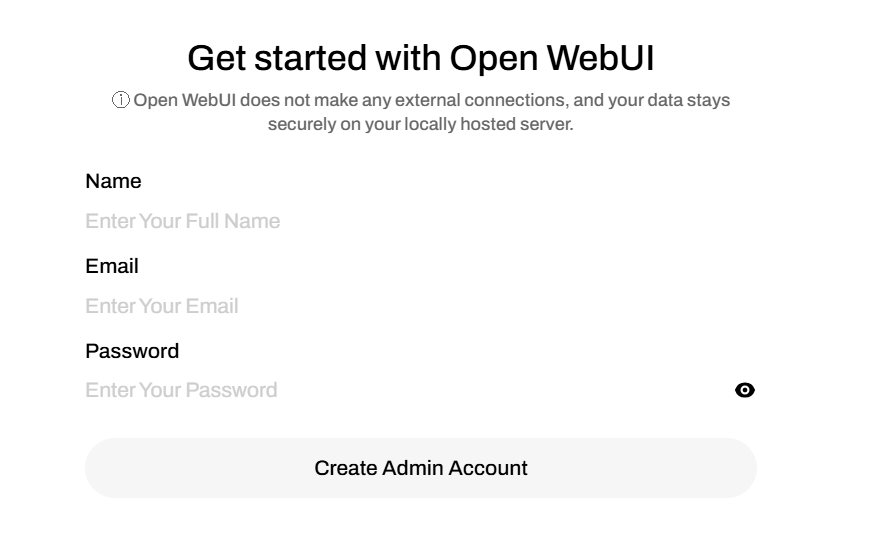 Get started with Open WebUI
ⓘ Open WebUI does not make any external connections, and your data stays
securely on your locally hosted server.
Name
Enter Your Full Name
Email
Enter Your Email
Password
Enter Your Password
Create Admin Account